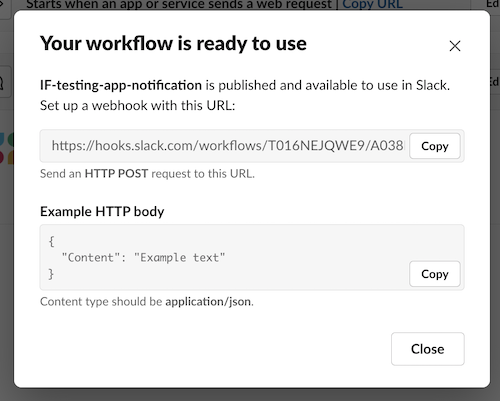 Starts when an app or service sends a web request | Copy URL
Ed
Your workflow is ready to use
IF-testing-app-notification is published and available to use in Slack.
Set up a webhook with this URL:
https://hooks.slack.com/workflows/T016NEJQWE9/A038
Copy
Send an HTTP POST request to this URL.
Example HTTP body
{
"Content": "Example text"
}
Copy
Content type should be application/json.
Close